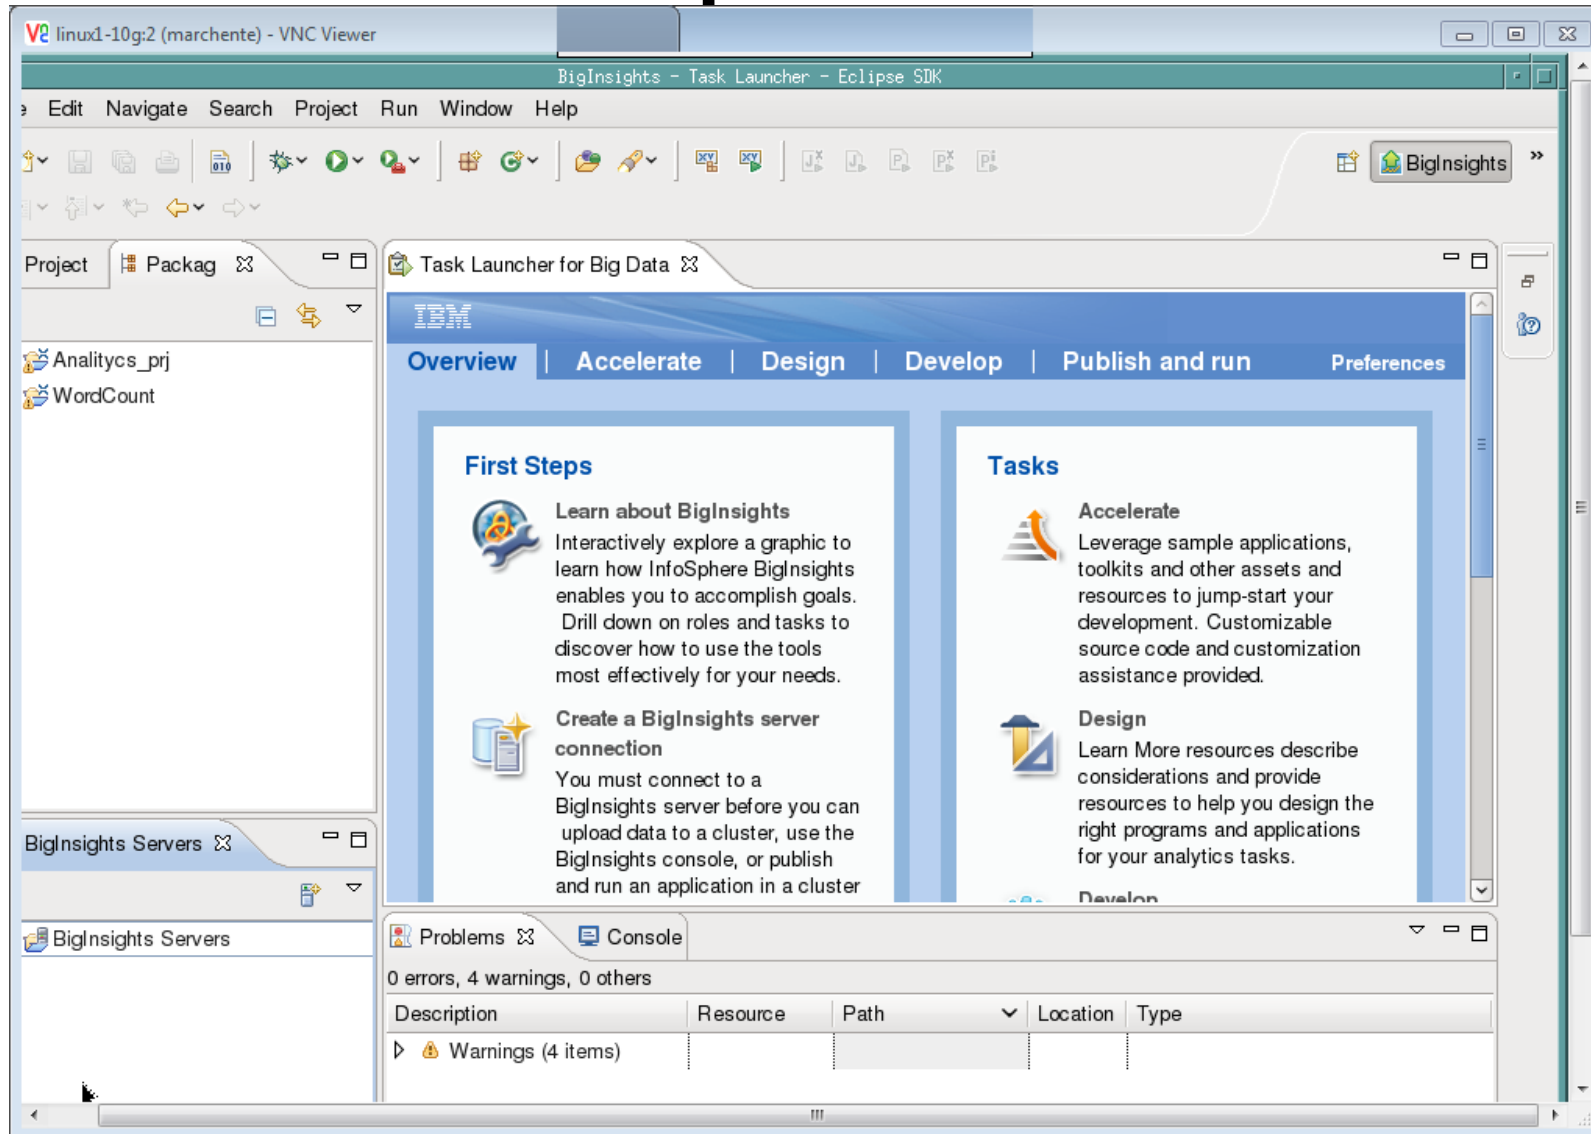 linux1-10g:2 (marchente) - VNC Viewer
BigInsights - Task Launcher - Eclipse SDK
Edit Navigate Search Project Run Window Help
BigInsights
Project Packag
Task Launcher for Big Data
IBM
Overview | Accelerate | Design | Develop | Publish and run Preferences
Analitycs_prj
WordCount
First Steps
Learn about BigInsights
Interactively explore a graphic to
learn how InfoSphere BigInsights
enables you to accomplish goals.
Drill down on roles and tasks to
discover how to use the tools
most effectively for your needs.
Create a BigInsights server
connection
You must connect to a
BigInsights server before you can
upload data to a cluster, use the
BigInsights console, or publish
and run an application in a cluster
Tasks
Accelerate
Leverage sample applications,
toolkits and other assets and
resources to jump-start your
development. Customizable
source code and customization
assistance provided.
Design
Learn More resources describe
considerations and provide
resources to help you design the
right programs and applications
for your analytics tasks.
Develop
BigInsights Servers
BigInsights Servers
Problems Console
0 errors, 4 warnings, 0 others
Description Resource Path Location Type
Warnings (4 items)